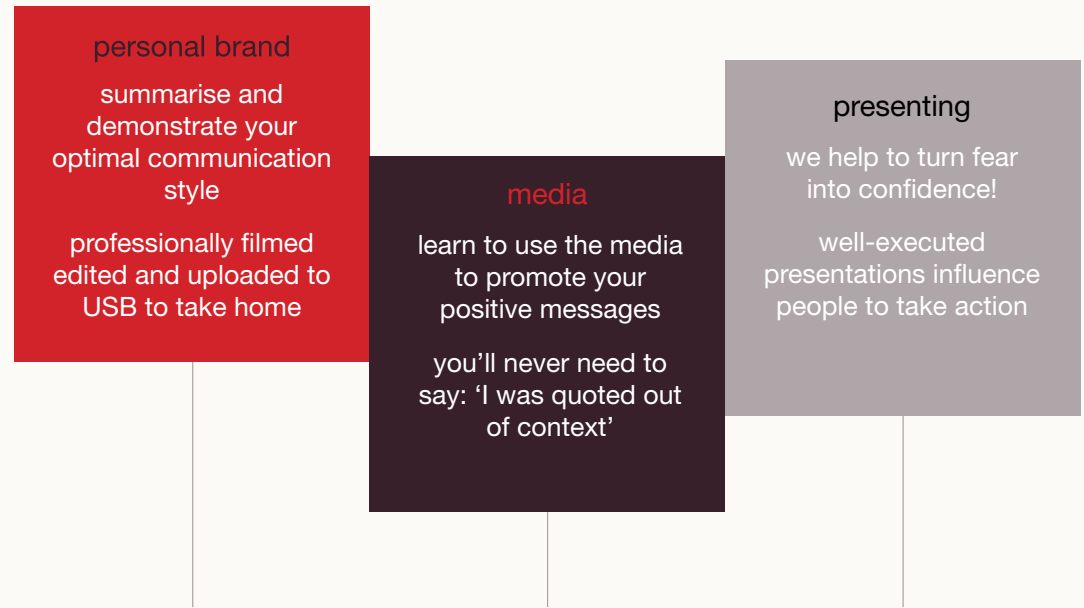 personal brand
summarise and
demonstrate your
optimal communication
style
professionally filmed
edited and uploaded to
USB to take home
media
learn to use the media
to promote your
positive messages
you’ll never need to
say: ‘I was quoted out
of context’
presenting
we help to turn fear
into confidence!
well-executed
presentations influence
people to take action